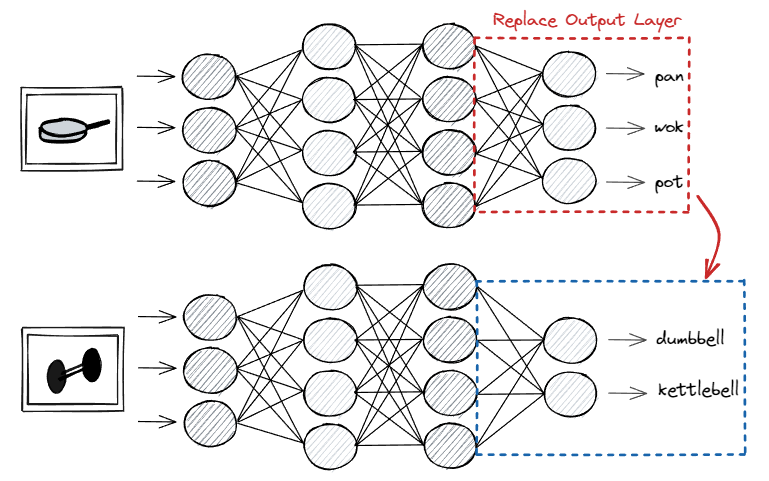 Replace Output Layer
pan
wok
pot
dumbbell
kettlebell